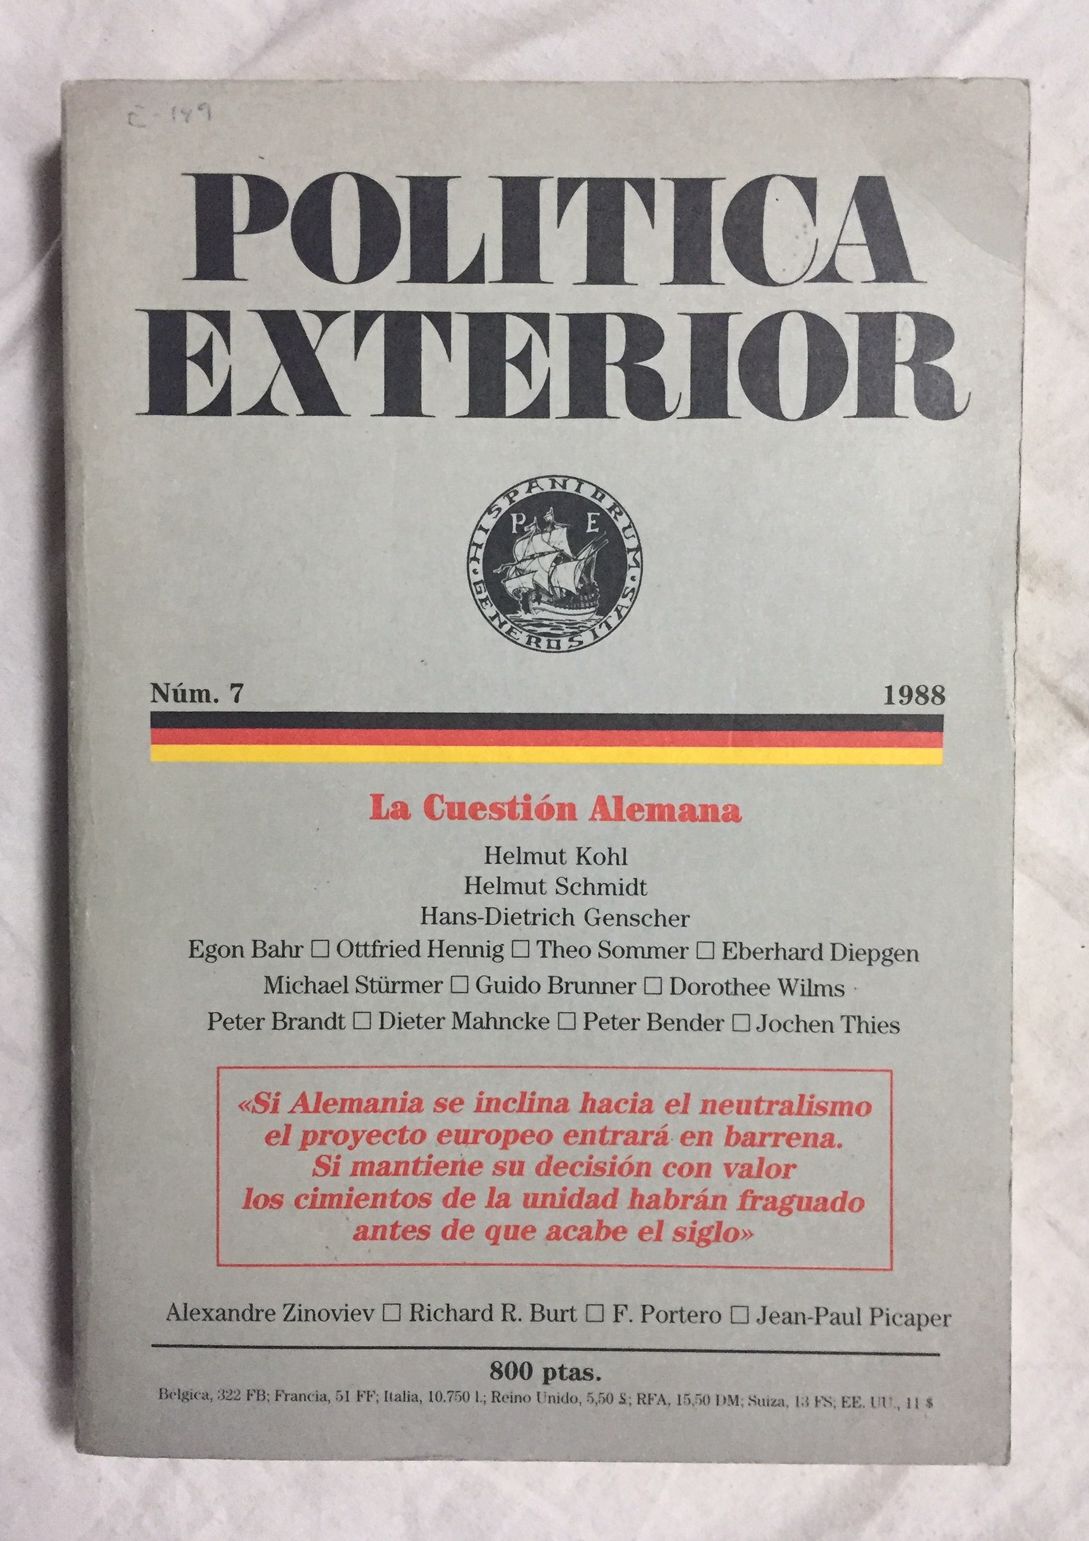 E-189
POLITICA
EXTERIOR
HISPANIORUM · GENEROSITAS ·
P E
Núm. 7 1988
La Cuestión Alemana
Helmut Kohl
Helmut Schmidt
Hans-Dietrich Genscher
Egon Bahr □ Ottfried Hennig □ Theo Sommer □ Eberhard Diepgen
Michael Stürmer □ Guido Brunner □ Dorothee Wilms
Peter Brandt □ Dieter Mahncke □ Peter Bender □ Jochen Thies
«Si Alemania se inclina hacia el neutralismo
el proyecto europeo entrará en barrena.
Si mantiene su decisión con valor
los cimientos de la unidad habrán fraguado
antes de que acabe el siglo»
Alexandre Zinoviev □ Richard R. Burt □ F. Portero □ Jean-Paul Picaper
800 ptas.
Belgica, 322 FB; Francia, 51 FF; Italia, 10.750 L; Reino Unido, 5,50 £; RFA, 15,50 DM; Suiza, 13 FS; EE. UU., 11 $